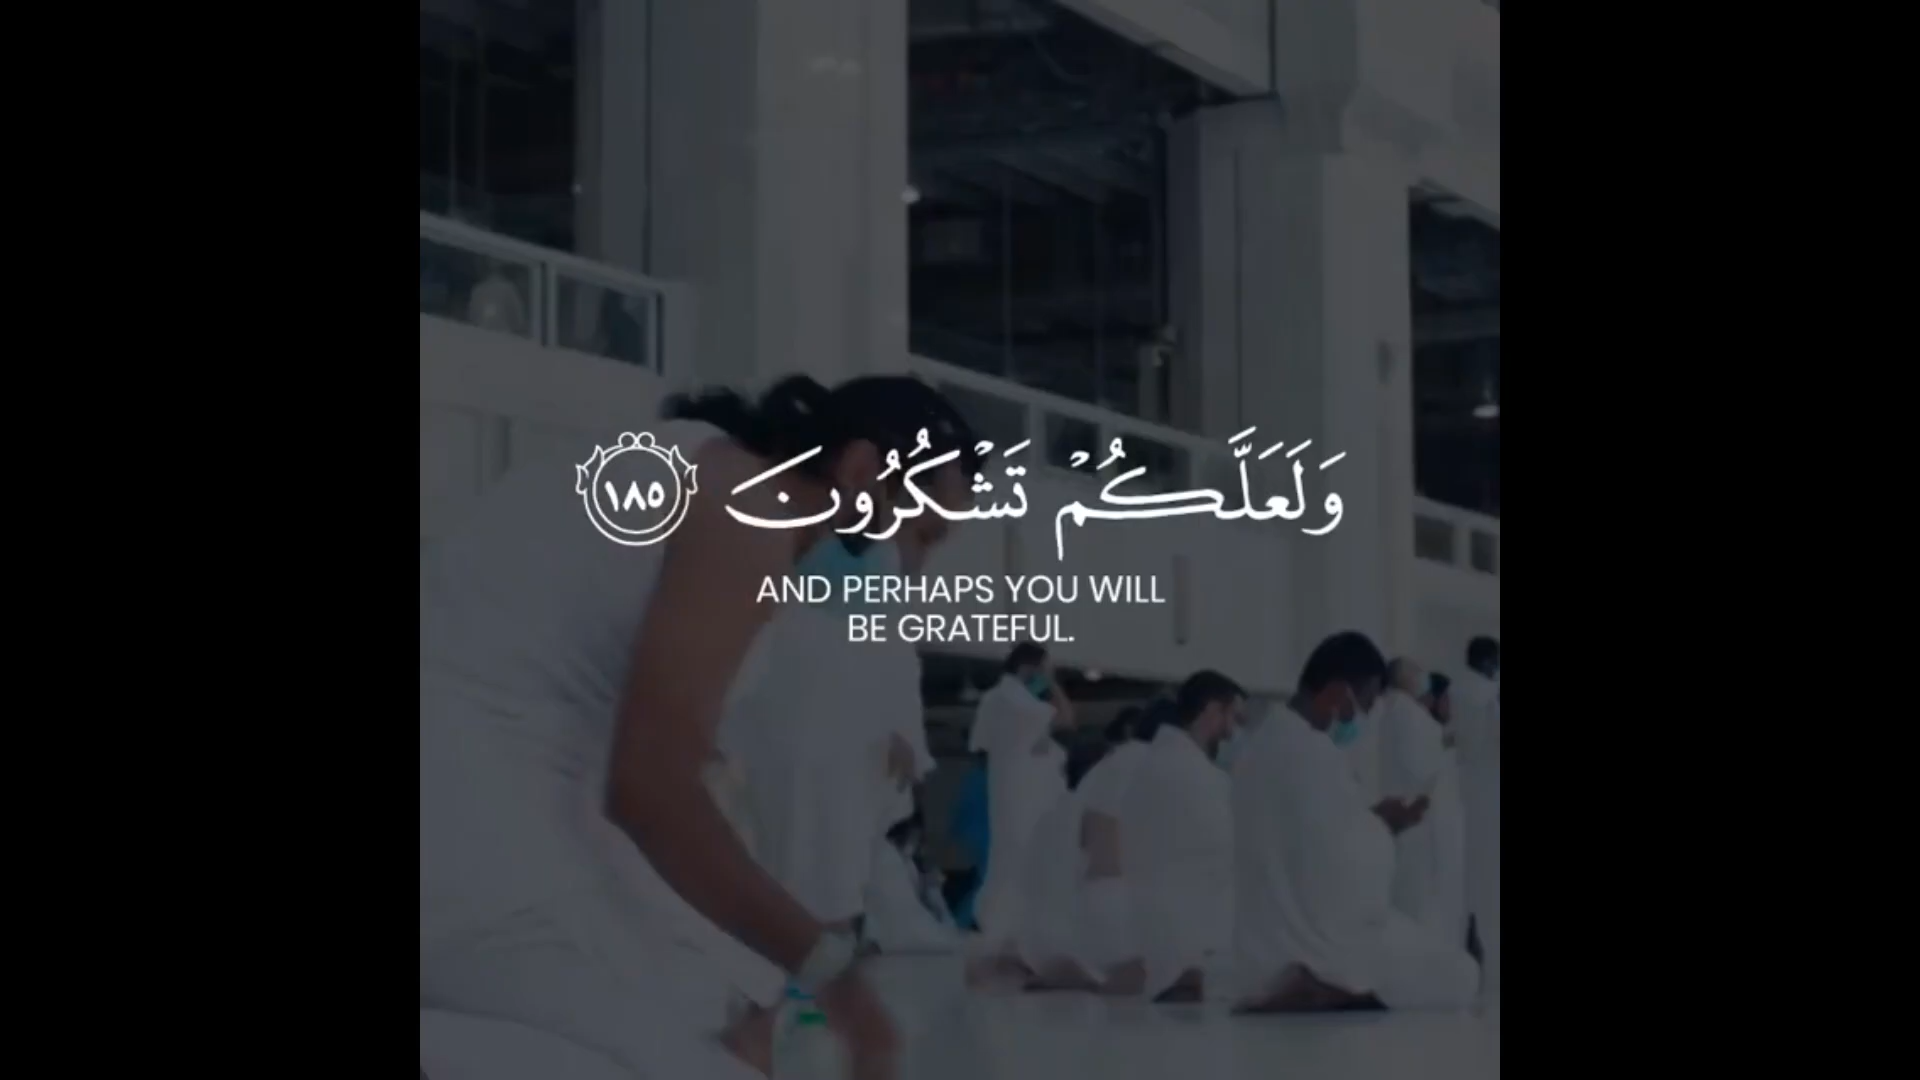 وَلَعَلَّكُمْ تَشْكُرُونَ ١٨٥
AND PERHAPS YOU WILL
BE GRATEFUL.